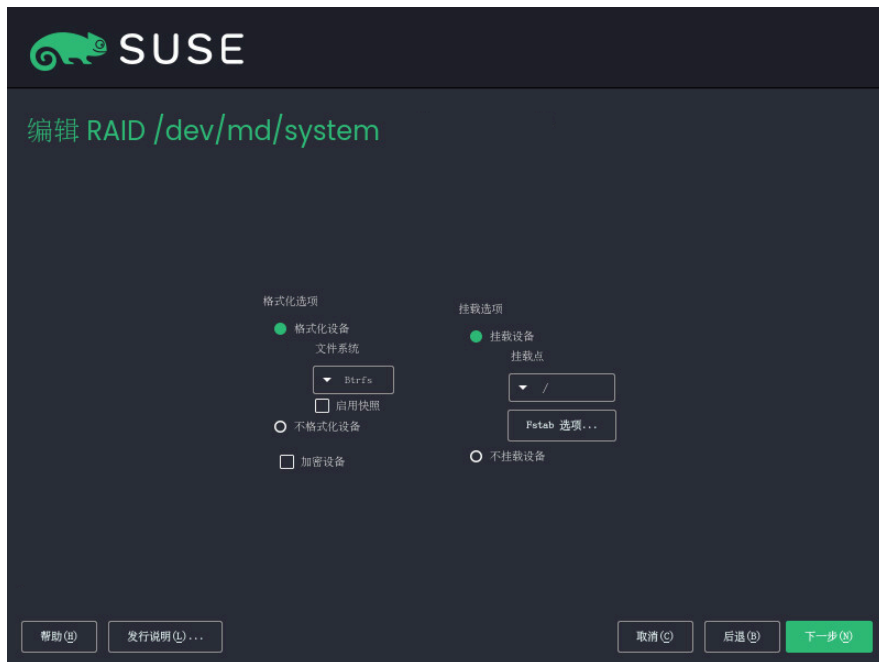 SUSE
编辑 RAID /dev/md/system
格式化选项
格式化设备
文件系统
Btrfs
启用快照
不格式化设备
加密设备
挂载选项
挂载设备
挂载点
/
Fstab 选项...
不挂载设备
帮助(H)
发行说明(L)...
取消(C)
后退(B)
下一步(N)